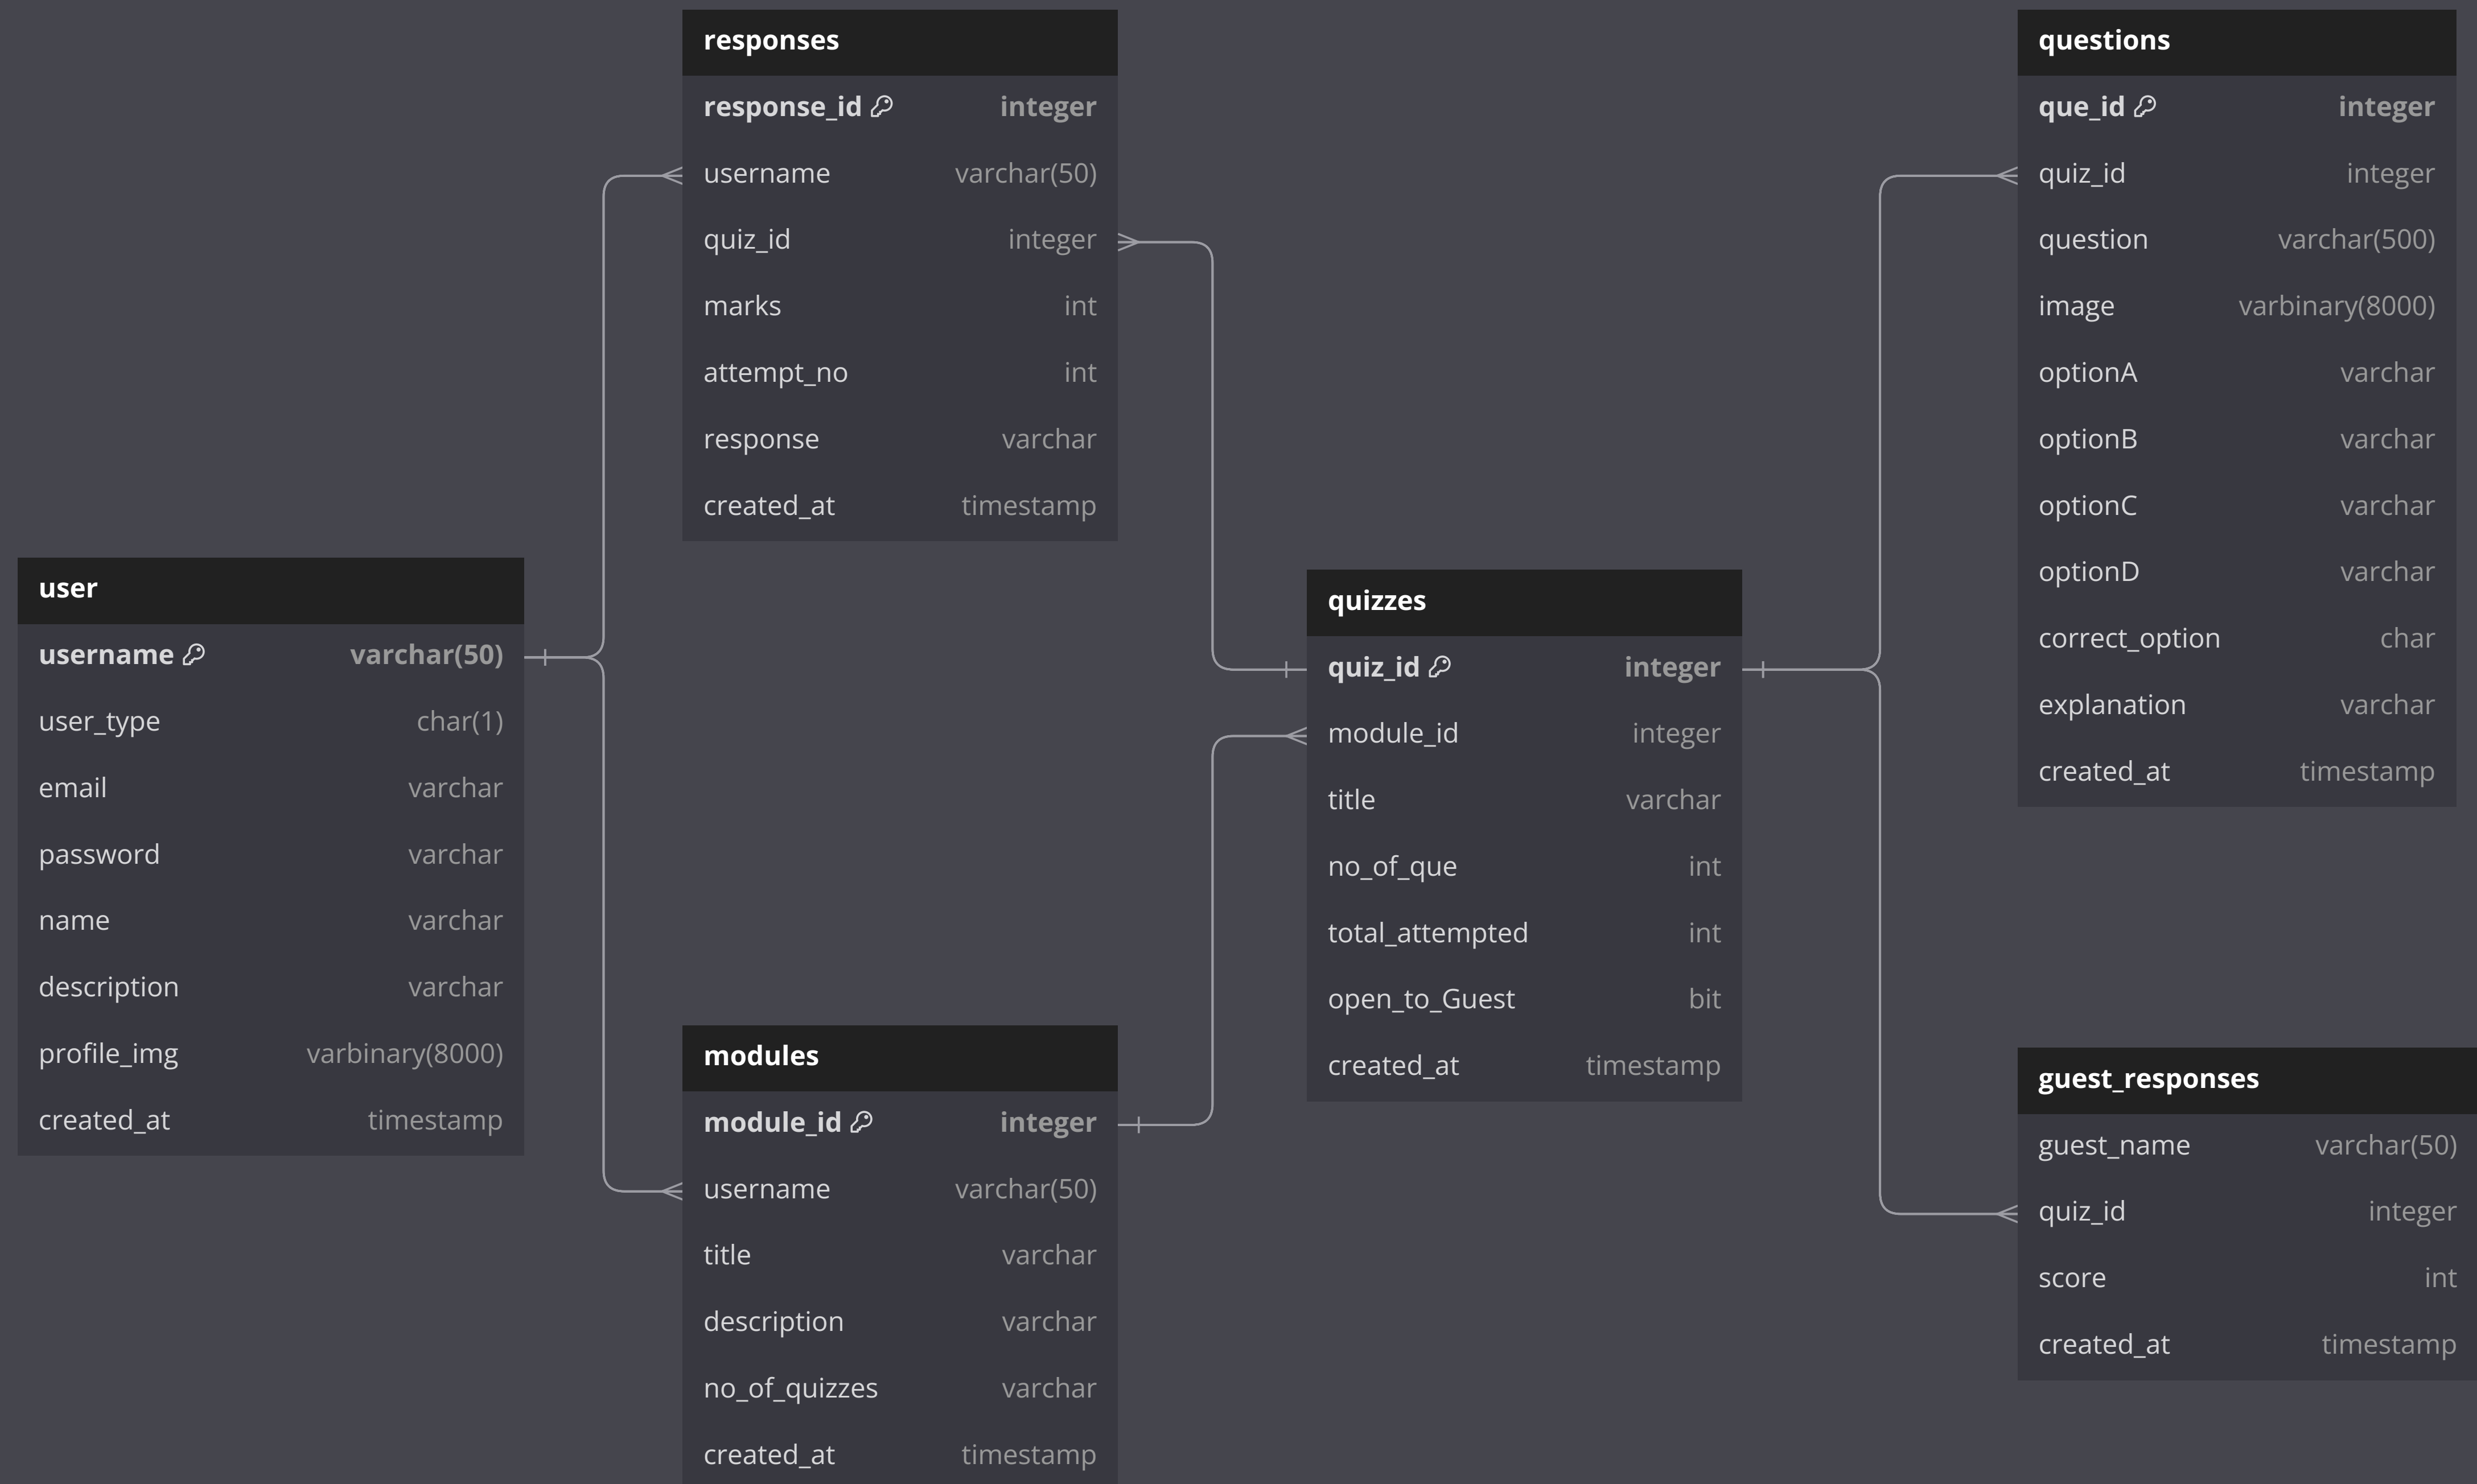 responses
response_id integer
username varchar(50)
quiz_id integer
marks int
attempt_no int
response varchar
created_at timestamp
questions
que_id integer
quiz_id integer
question varchar(500)
image varbinary(8000)
optionA varchar
optionB varchar
optionC varchar
optionD varchar
correct_option char
explanation varchar
created_at timestamp
user
username varchar(50)
user_type char(1)
email varchar
password varchar
name varchar
description varchar
profile_img varbinary(8000)
created_at timestamp
quizzes
quiz_id integer
module_id integer
title varchar
no_of_que int
total_attempted int
open_to_Guest bit
created_at timestamp
modules
module_id integer
username varchar(50)
title varchar
description varchar
no_of_quizzes varchar
created_at timestamp
guest_responses
guest_name varchar(50)
quiz_id integer
score int
created_at timestamp